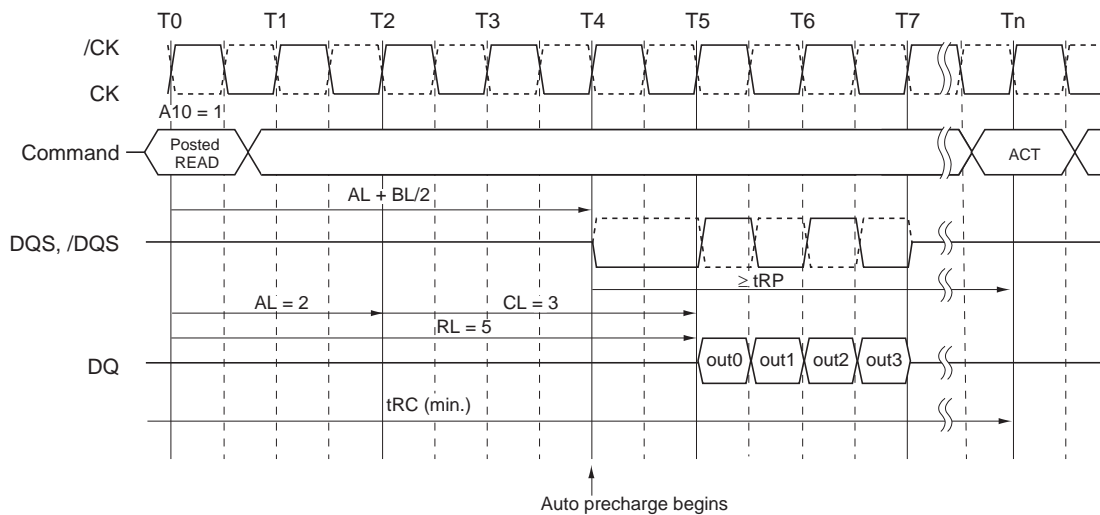 T0 T1 T2 T3 T4 T5 T6 T7 Tn
/CK
CK
A10 = 1
Command
Posted
READ
ACT
AL + BL/2
DQS, /DQS
≥ tRP
AL = 2
CL = 3
RL = 5
DQ
out0 out1 out2 out3
tRC (min.)
Auto precharge begins